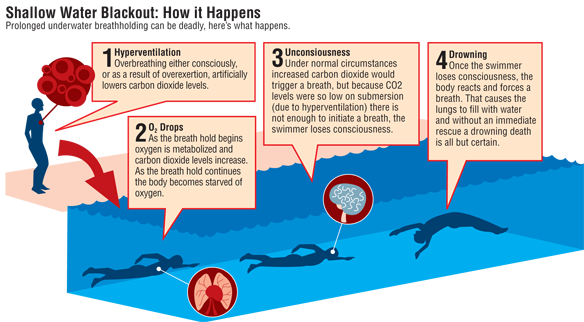 Shallow Water Blackout: How it Happens
Prolonged underwater breathholding can be deadly, here's what happens.
1 Hyperventilation
Overbreathing either consciously,
or as a result of overexertion, artificially
lowers carbon dioxide levels.
2 O2 Drops
As the breath hold begins
oxygen is metabolized and
carbon dioxide levels increase.
As the breath hold continues
the body becomes starved of
oxygen.
3 Unconsiousness
Under normal circumstances
increased carbon dioxide would
trigger a breath, but because CO2
levels were so low on submersion
(due to hyperventilation) there is
not enough to initiate a breath, the
swimmer loses consciousness.
4 Drowning
Once the swimmer
loses consciousness, the
body reacts and forces a
breath. That causes the
lungs to fill with water
and without an immediate
rescue a drowning death
is all but certain.